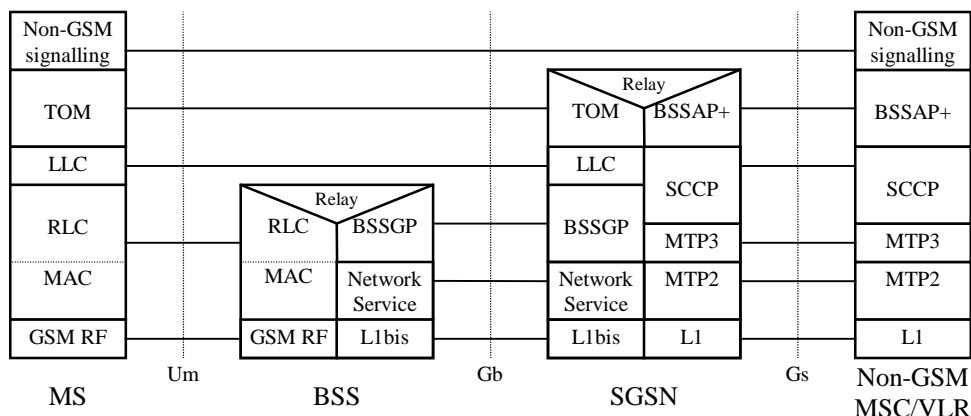 Non-GSM
signalling
TOM
LLC
RLC
MAC
GSM RF
MS
Um
Relay
RLC
BSSGP
MAC
Network
Service
GSM RF
L1bis
BSS
Gb
Relay
TOM
BSSAP+
LLC
SCCP
BSSGP
MTP3
Network
Service
MTP2
L1bis
L1
SGSN
Gs
Non-GSM
signalling
BSSAP+
SCCP
MTP3
MTP2
L1
Non-GSM
MSC/VLR